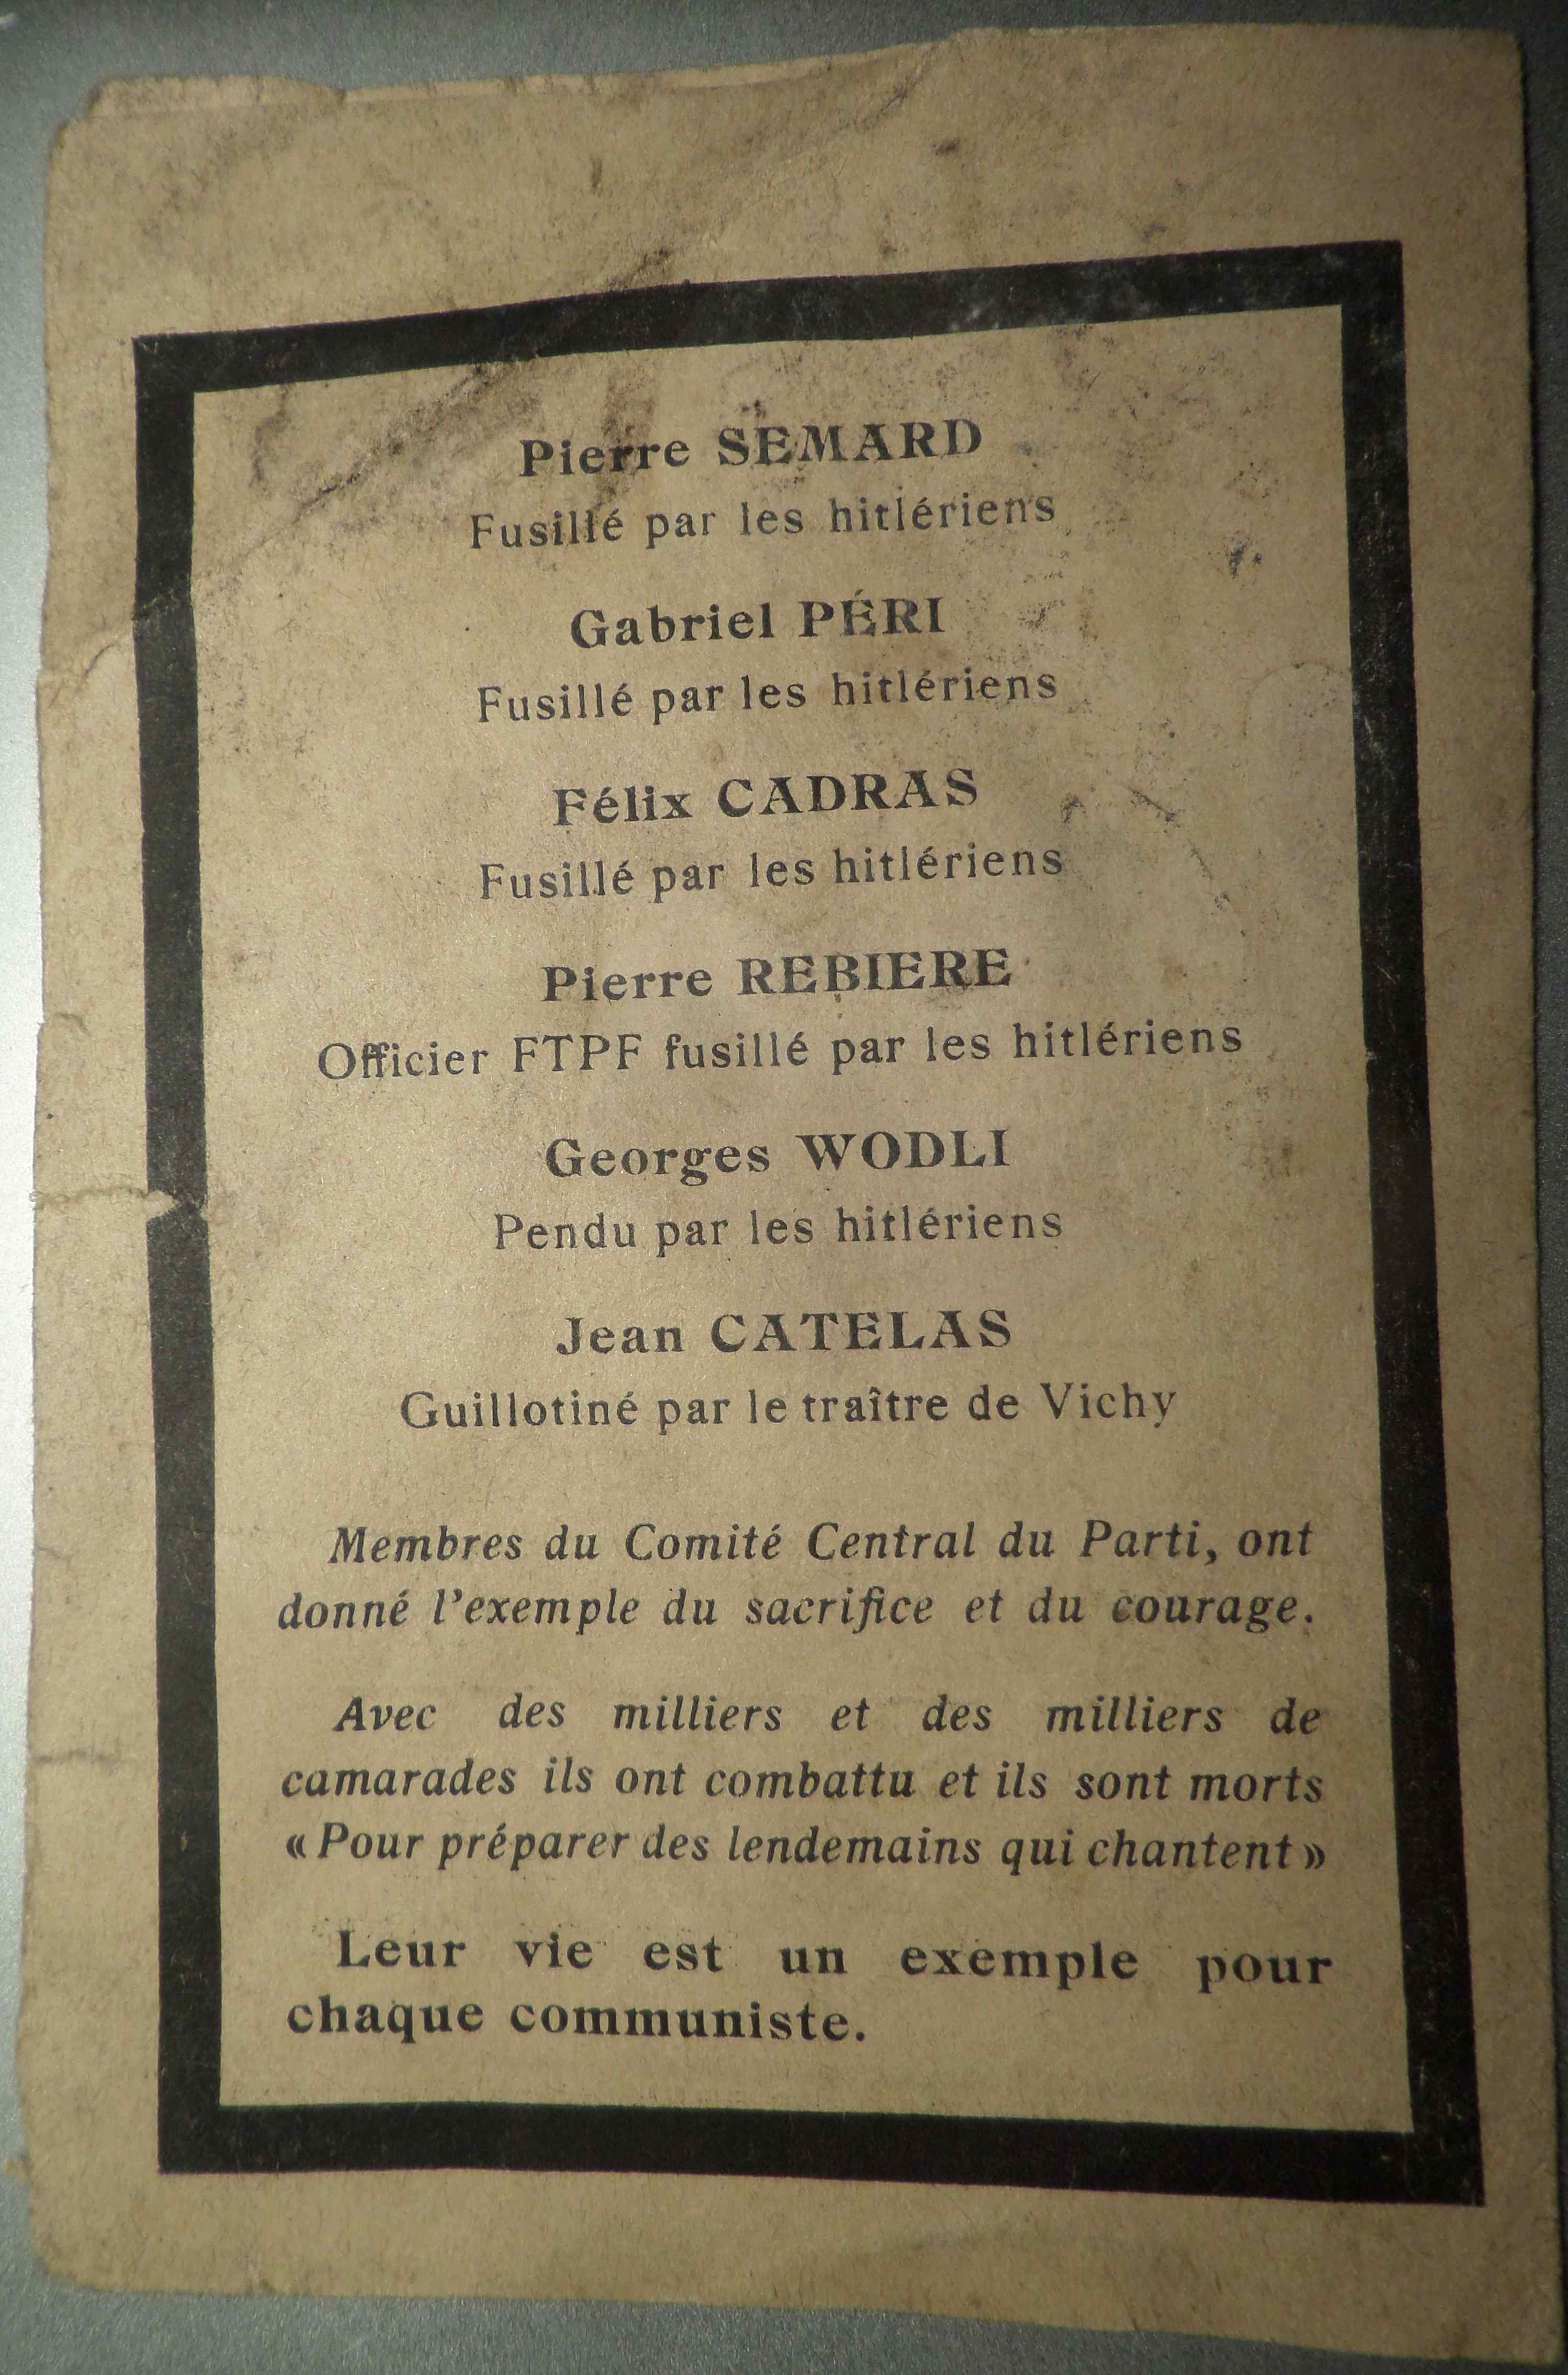 Pierre SEMARD
Fusillé par les hitlériens
Gabriel PÉRI
Fusillé par les hitlériens
Félix CADRAS
Fusillé par les hitlériens
Pierre REBIERE
Officier FTPF fusillé par les hitlériens
Georges WODLI
Pendu par les hitlériens
Jean CATELAS
Guillotiné par le traître de Vichy
Membres du Comité Central du Parti, ont
donné l'exemple du sacrifice et du courage.
Avec des milliers et des milliers de
camarades ils ont combattu et ils sont morts
« Pour préparer des lendemains qui chantent »
Leur vie est un exemple pour
chaque communiste.